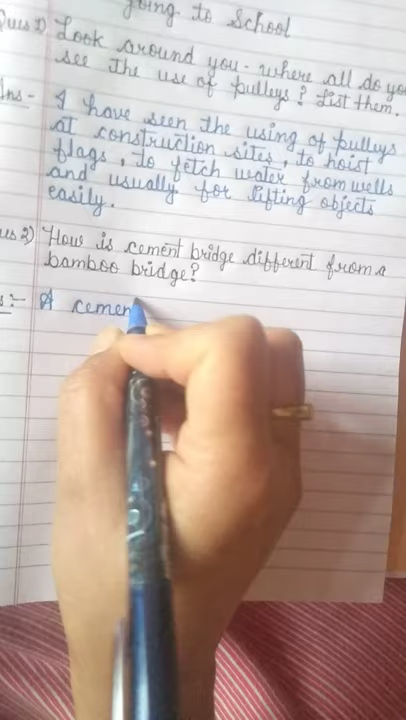 going to School
Ques 1) Look around you - where all do you
see the use of pulleys? List them.
Ans - I have seen the using of pulleys
at construction sites, to hoist
flags, to fetch water from wells
and usually for lifting objects
easily.
us 2) How is cement bridge different from a
bamboo bridge?
s:- A cemen